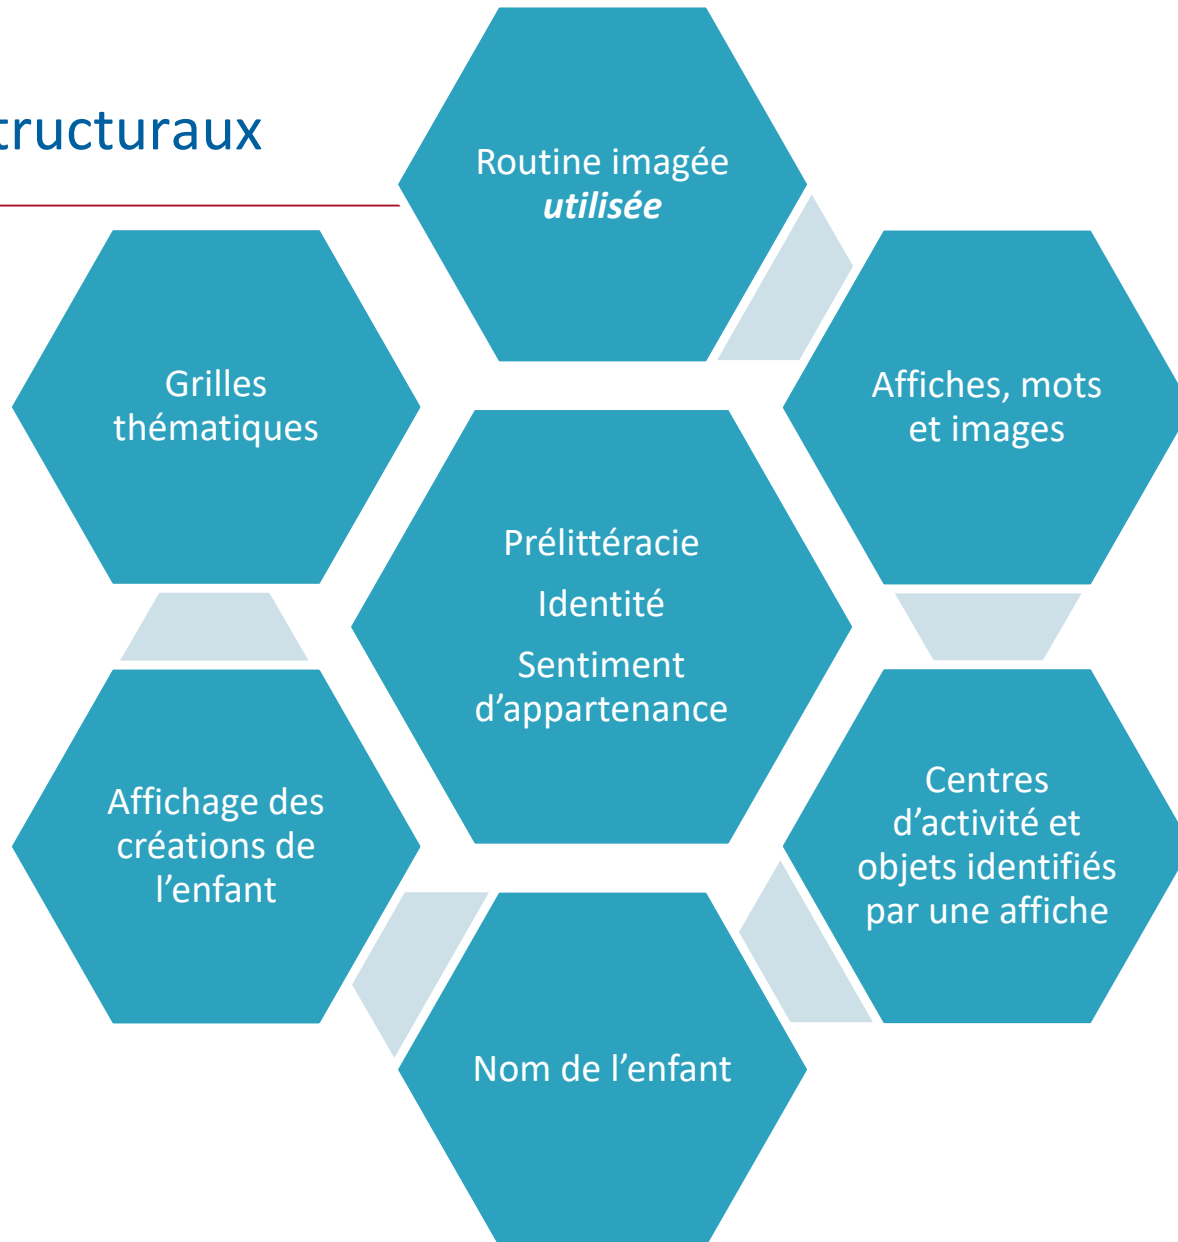 tructuraux
Routine imagée
utilisée
Grilles
thématiques
Affiches, mots
et images
Prélittéracie
Identité
Sentiment
d’appartenance
Affichage des
créations de
l’enfant
Centres
d’activité et
objets identifiés
par une affiche
Nom de l’enfant